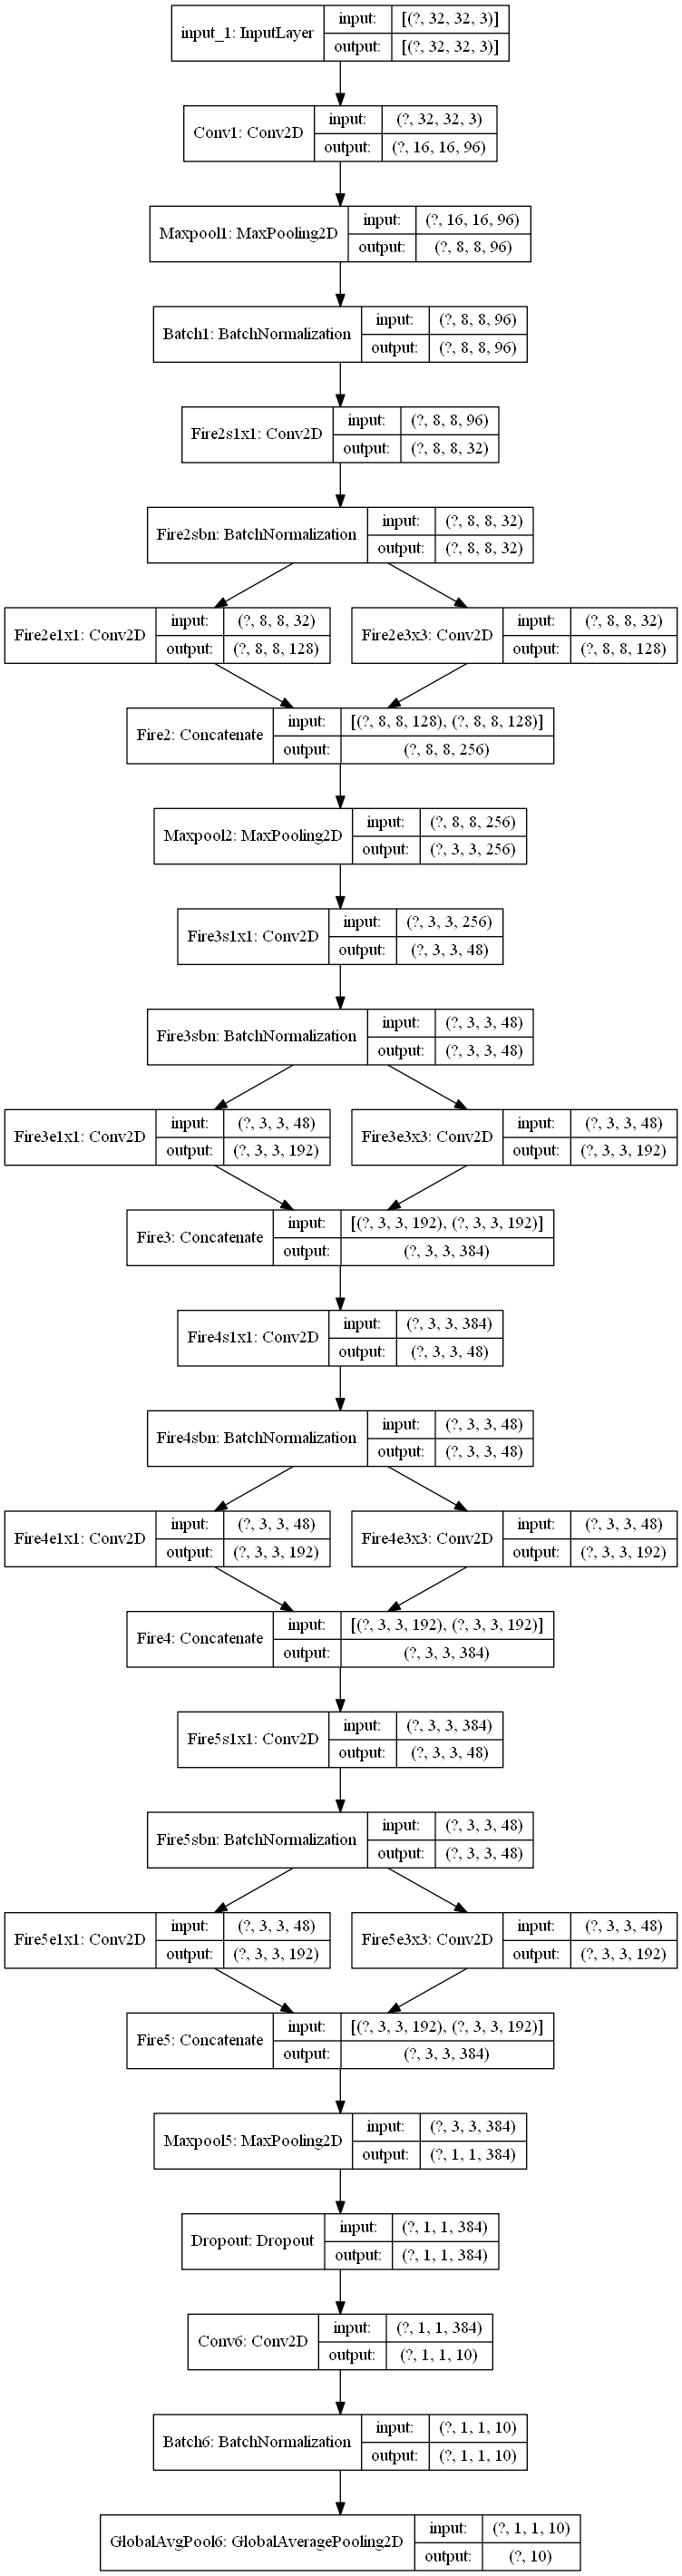 input_1: InputLayer
input: [(?, 32, 32, 3)]
output: [(?, 32, 32, 3)]
Conv1: Conv2D
input: (?, 32, 32, 3)
output: (?, 16, 16, 96)
Maxpool1: MaxPooling2D
input: (?, 16, 16, 96)
output: (?, 8, 8, 96)
Batch1: BatchNormalization
input: (?, 8, 8, 96)
output: (?, 8, 8, 96)
Fire2s1x1: Conv2D
input: (?, 8, 8, 96)
output: (?, 8, 8, 32)
Fire2sbn: BatchNormalization
input: (?, 8, 8, 32)
output: (?, 8, 8, 32)
Fire2e1x1: Conv2D
input: (?, 8, 8, 32)
output: (?, 8, 8, 128)
Fire2e3x3: Conv2D
input: (?, 8, 8, 32)
output: (?, 8, 8, 128)
Fire2: Concatenate
input: [(?, 8, 8, 128), (?, 8, 8, 128)]
output: (?, 8, 8, 256)
Maxpool2: MaxPooling2D
input: (?, 8, 8, 256)
output: (?, 3, 3, 256)
Fire3s1x1: Conv2D
input: (?, 3, 3, 256)
output: (?, 3, 3, 48)
Fire3sbn: BatchNormalization
input: (?, 3, 3, 48)
output: (?, 3, 3, 48)
Fire3e1x1: Conv2D
input: (?, 3, 3, 48)
output: (?, 3, 3, 192)
Fire3e3x3: Conv2D
input: (?, 3, 3, 48)
output: (?, 3, 3, 192)
Fire3: Concatenate
input: [(?, 3, 3, 192), (?, 3, 3, 192)]
output: (?, 3, 3, 384)
Fire4s1x1: Conv2D
input: (?, 3, 3, 384)
output: (?, 3, 3, 48)
Fire4sbn: BatchNormalization
input: (?, 3, 3, 48)
output: (?, 3, 3, 48)
Fire4e1x1: Conv2D
input: (?, 3, 3, 48)
output: (?, 3, 3, 192)
Fire4e3x3: Conv2D
input: (?, 3, 3, 48)
output: (?, 3, 3, 192)
Fire4: Concatenate
input: [(?, 3, 3, 192), (?, 3, 3, 192)]
output: (?, 3, 3, 384)
Fire5s1x1: Conv2D
input: (?, 3, 3, 384)
output: (?, 3, 3, 48)
Fire5sbn: BatchNormalization
input: (?, 3, 3, 48)
output: (?, 3, 3, 48)
Fire5e1x1: Conv2D
input: (?, 3, 3, 48)
output: (?, 3, 3, 192)
Fire5e3x3: Conv2D
input: (?, 3, 3, 48)
output: (?, 3, 3, 192)
Fire5: Concatenate
input: [(?, 3, 3, 192), (?, 3, 3, 192)]
output: (?, 3, 3, 384)
Maxpool5: MaxPooling2D
input: (?, 3, 3, 384)
output: (?, 1, 1, 384)
Dropout: Dropout
input: (?, 1, 1, 384)
output: (?, 1, 1, 384)
Conv6: Conv2D
input: (?, 1, 1, 384)
output: (?, 1, 1, 10)
Batch6: BatchNormalization
input: (?, 1, 1, 10)
output: (?, 1, 1, 10)
GlobalAvgPool6: GlobalAveragePooling2D
input: (?, 1, 1, 10)
output: (?, 10)